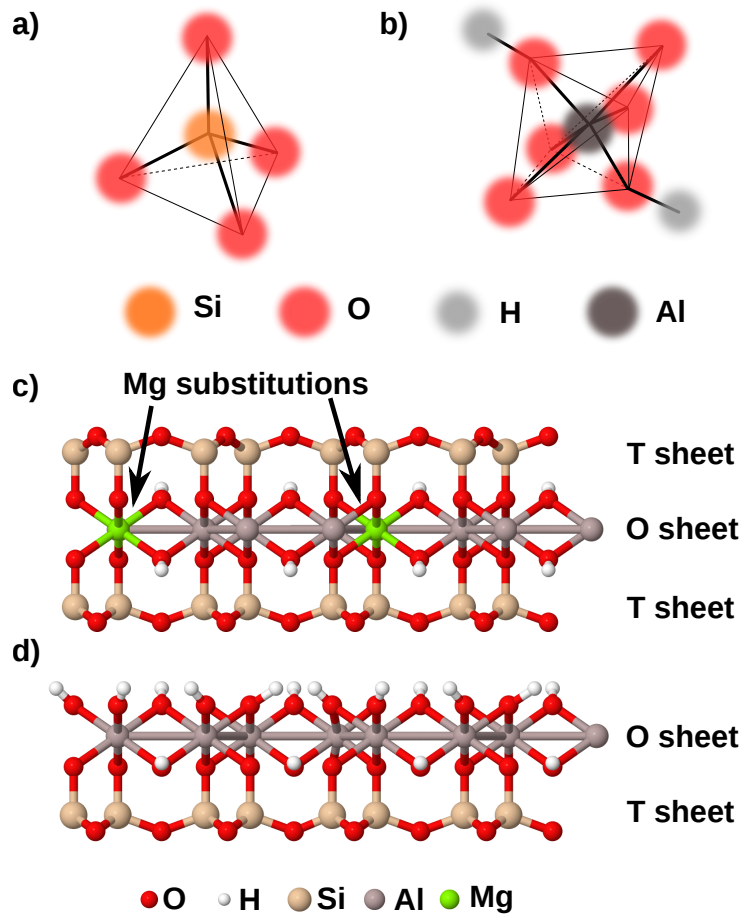 a)
b)
Si
O
H
Al
c)
Mg substitutions
T sheet
O sheet
T sheet
d)
O sheet
T sheet
O H Si Al Mg